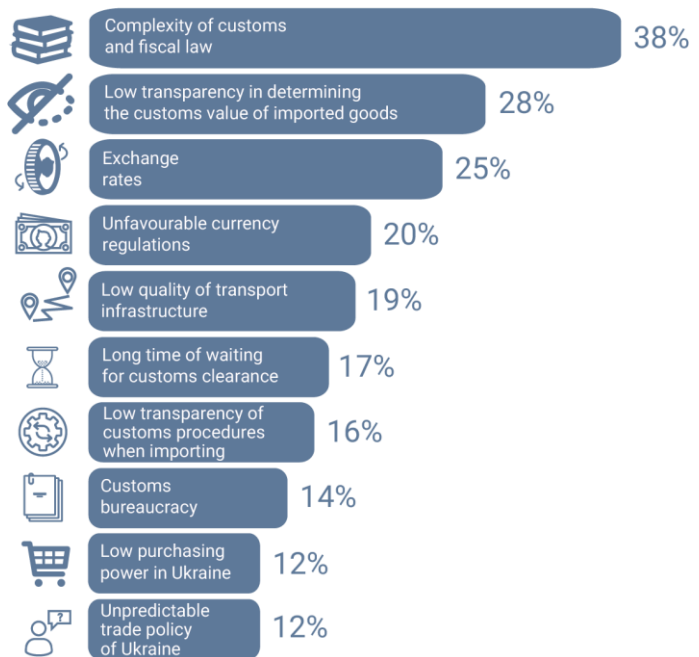 Complexity of customs
and fiscal law
38%
Low transparency in determining
the customs value of imported goods
28%
Exchange
rates
25%
Unfavourable currency
regulations
20%
Low quality of transport
infrastructure
19%
Long time of waiting
for customs clearance
17%
Low transparency of
customs procedures
when importing
16%
Customs
bureaucracy
14%
Low purchasing
power in Ukraine
12%
?
Unpredictable
trade policy
of Ukraine
12%